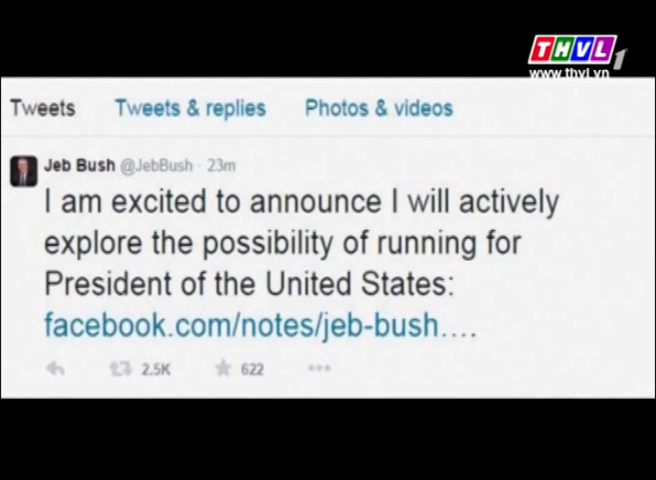 THVL1
www.thvl.vn
Tweets Tweets & replies Photos & videos
Jeb Bush @JebBush · 23m
I am excited to announce I will actively
explore the possibility of running for
President of the United States:
facebook.com/notes/jeb-bush....
2.5K 622